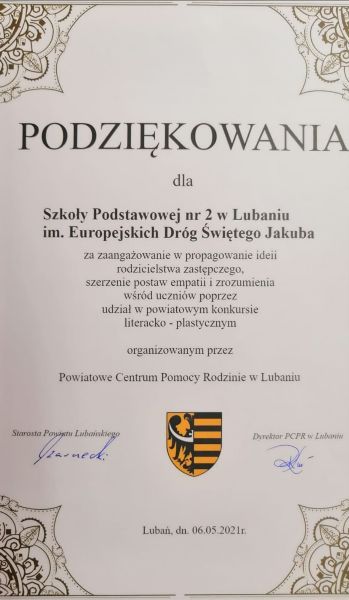 PODZIĘKOWANIA
dla
Szkoły Podstawowej nr 2 w Lubaniu
im. Europejskich Dróg Świętego Jakuba
za zaangażowanie w propagowanie ideii
rodzicielstwa zastępczego,
szerzenie postaw empatii i zrozumienia
wśród uczniów poprzez
udział w powiatowym konkursie
literacko - plastycznym
organizowanym przez
Powiatowe Centrum Pomocy Rodzinie w Lubaniu
Starosta Powiatu Lubańskiego
Dyrektor PCPR w Lubaniu
Lubań, dn. 06.05.2021r.